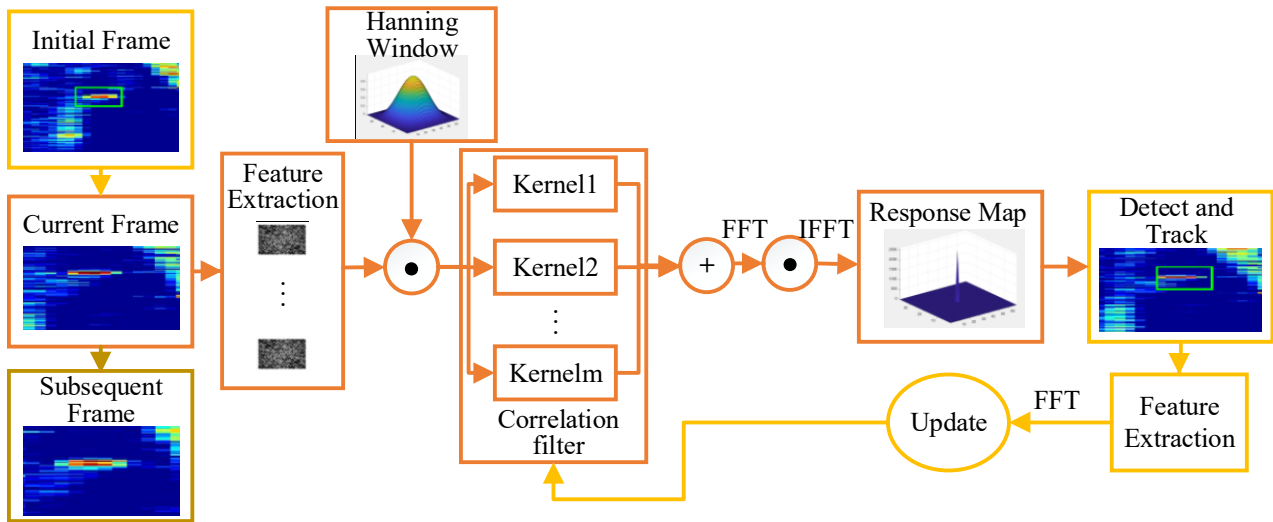 Initial Frame
Current Frame
Subsequent
Frame
Feature
Extraction
⋮
Hanning
Window
Kernel1
Kernel2
⋮
Kernelm
Correlation
filter
+
FFT
IFFT
Response Map
Detect and
Track
Feature
Extraction
FFT
Update